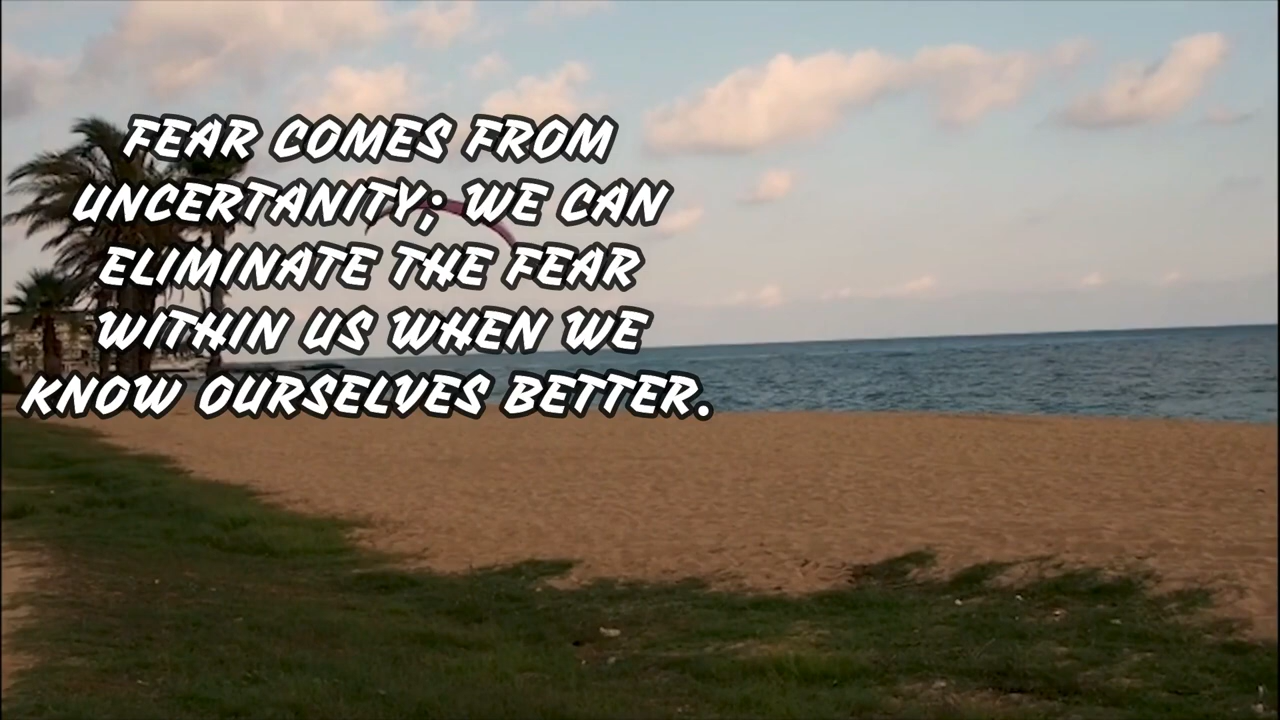 FEAR COMES FROM
UNCERTANITY; WE CAN
ELIMINATE THE FEAR
WITHIN US WHEN WE
KNOW OURSELVES BETTER.